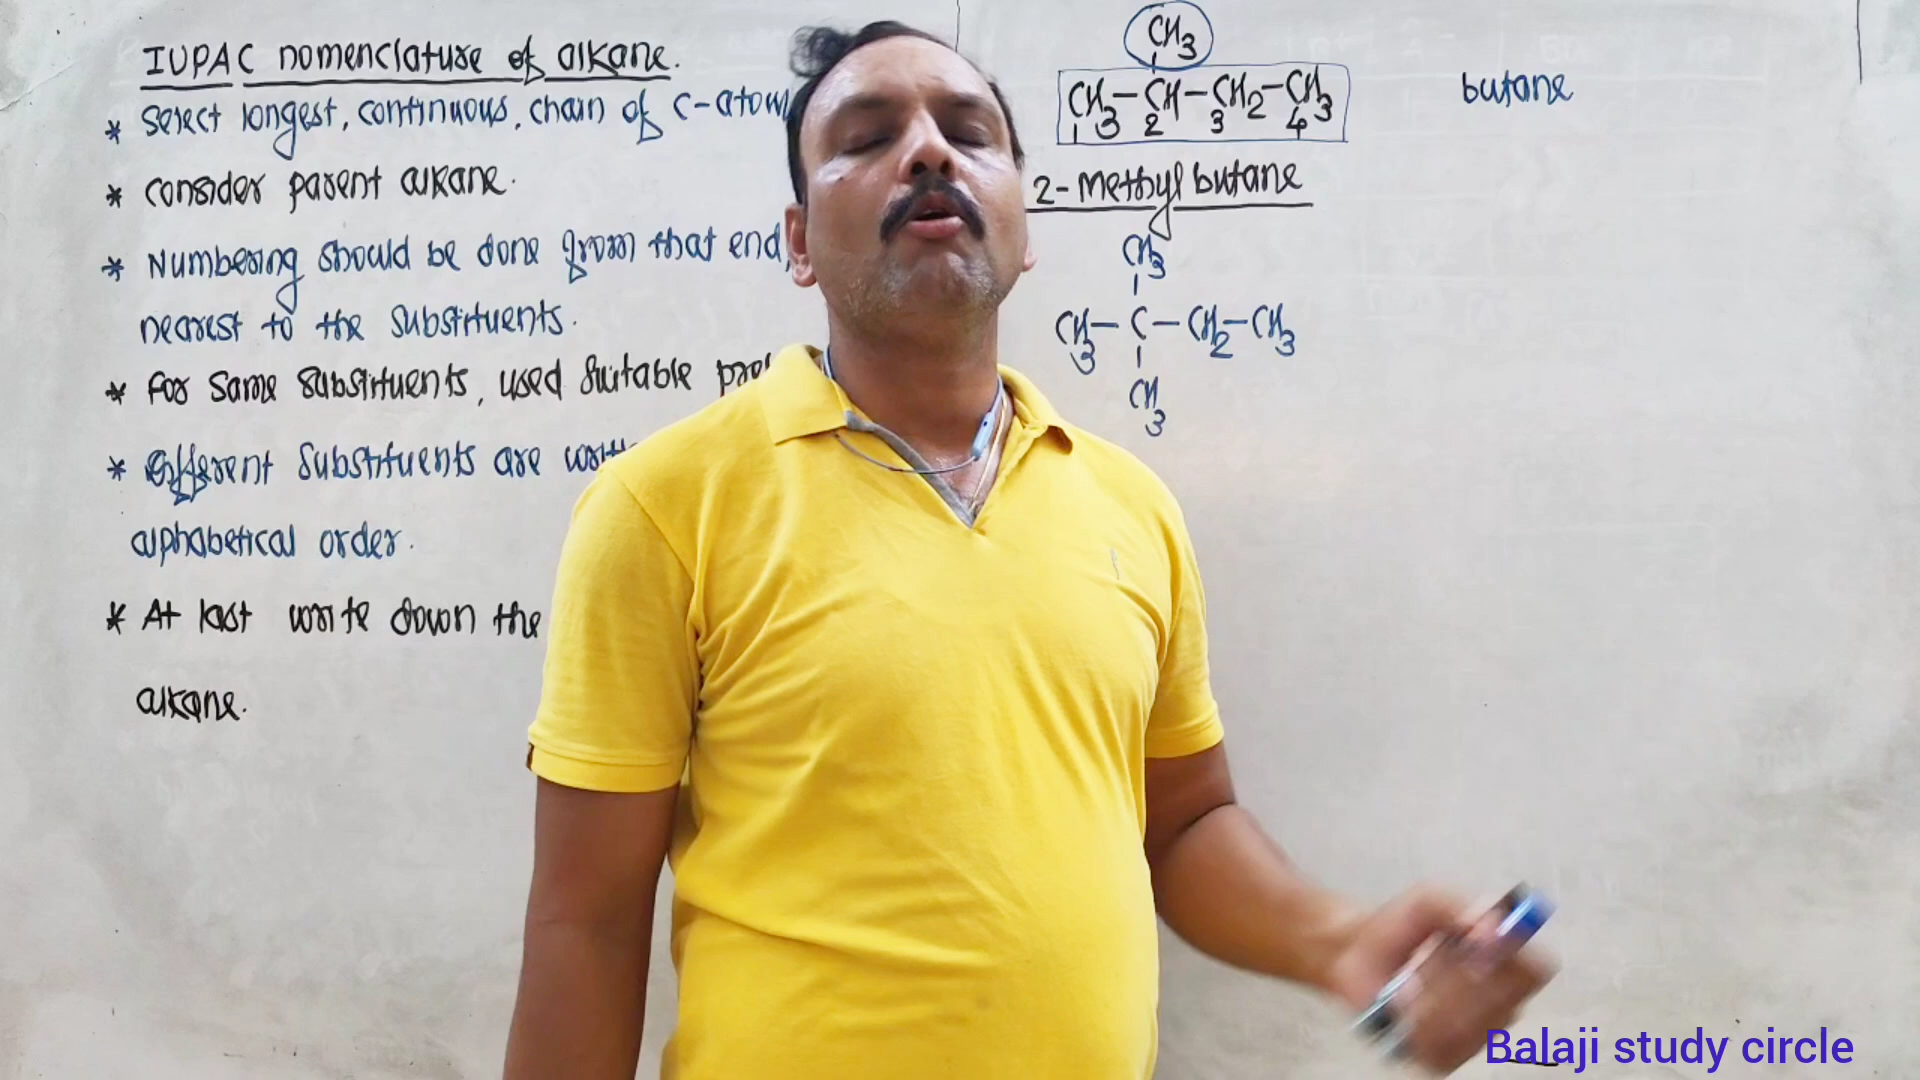 IUPAC nomenclature of alkane.
* Select longest, continuous, chain of C-atom
* Consider parent alkane.
* Numbering should be done from that end,
nearest to the substituents.
* For same substituents, used suitable
* Different substituents are
alphabetical order.
* At last write down the
alkane.
CH3
CH3-CH-CH2-CH3
1 2 3 4
butane
2-Methyl butane
CH3
CH3-C-CH2-CH3
CH3
Balaji study circle